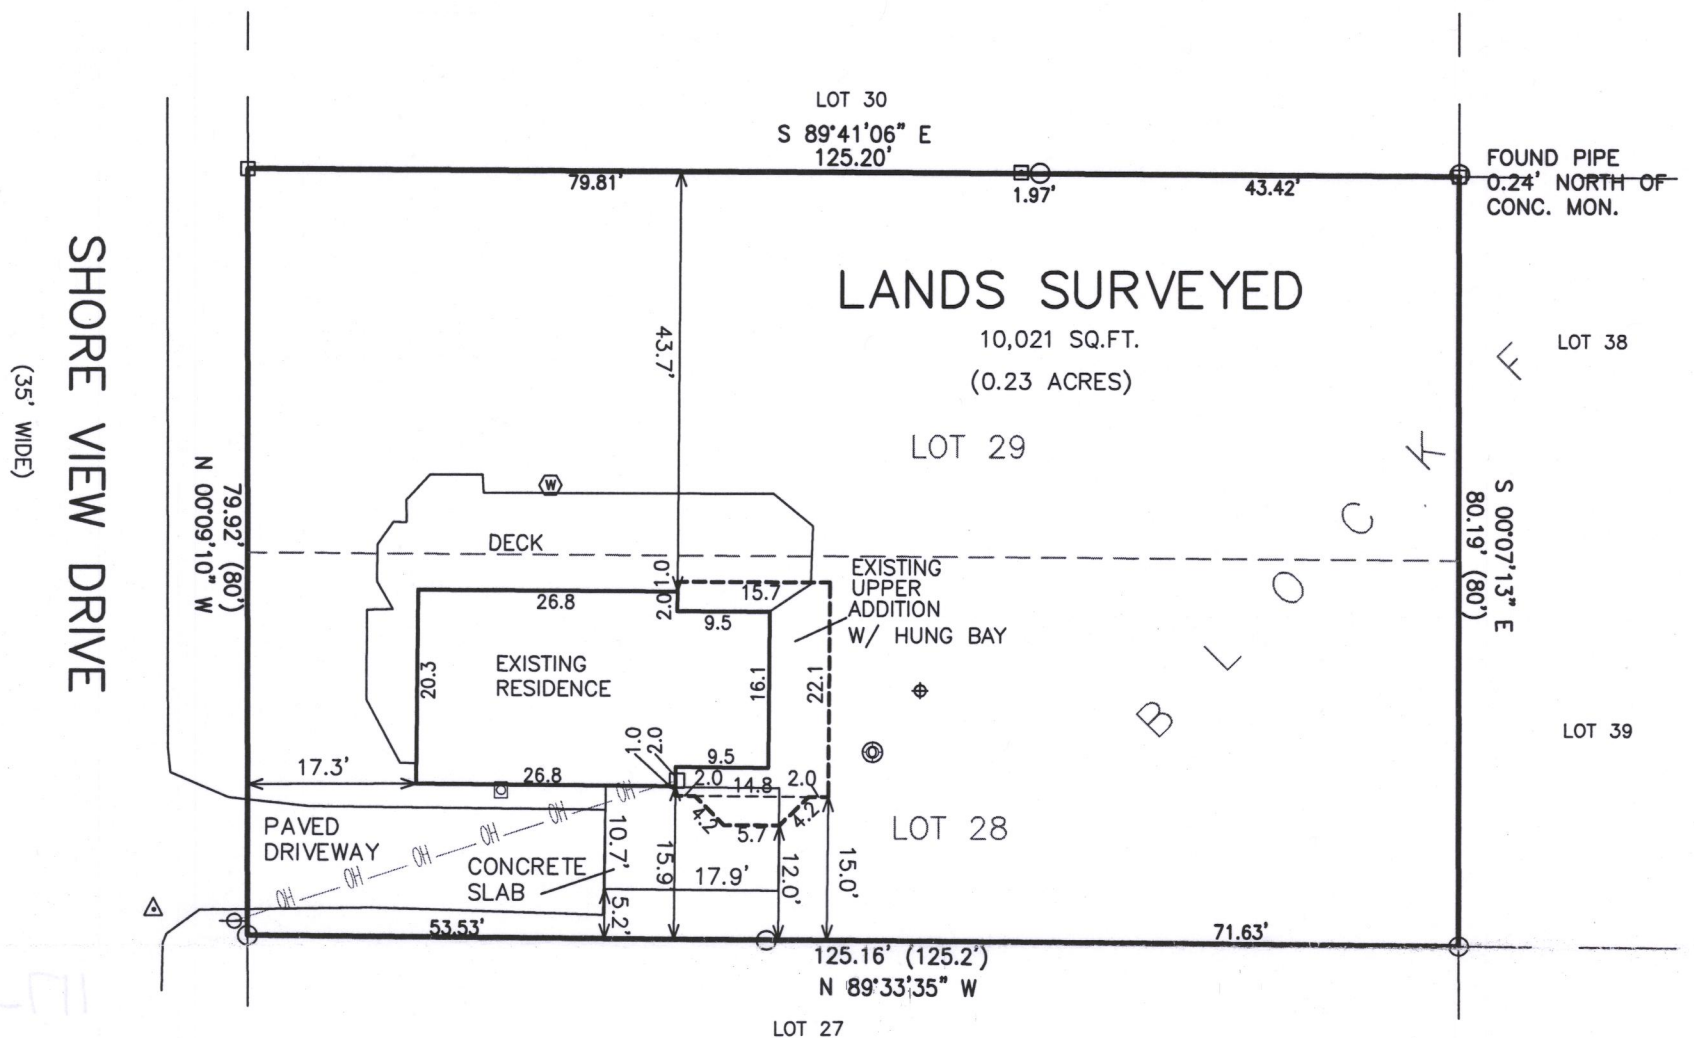 LOT 30
S 89°41'06" E
125.20'
79.81'
1.97'
43.42'
FOUND PIPE
0.24' NORTH OF
CONC. MON.
SHORE VIEW DRIVE
(35' WIDE)
LANDS SURVEYED
10,021 SQ.FT.
(0.23 ACRES)
43.7'
LOT 38
LOT 29
BLOCK F
N 00°09'10" W
79.92' (80')
S 00°07'13" E
80.19' (80')
W
DECK
1.0
2.0
26.8
15.7
9.5
EXISTING
UPPER
ADDITION
W/ HUNG BAY
EXISTING
RESIDENCE
20.3
16.1
22.1
LOT 39
1.0
2.0
9.5
17.3'
26.8
2.0
14.8
2.0
4.2
5.7
4.2
OH
OH
OH
OH
OH
OH
PAVED
DRIVEWAY
CONCRETE
SLAB
10.7'
15.9
17.9'
12.0'
15.0'
5.2'
LOT 28
53.53'
71.63'
125.16' (125.2')
N 89°33'35" W
LOT 27